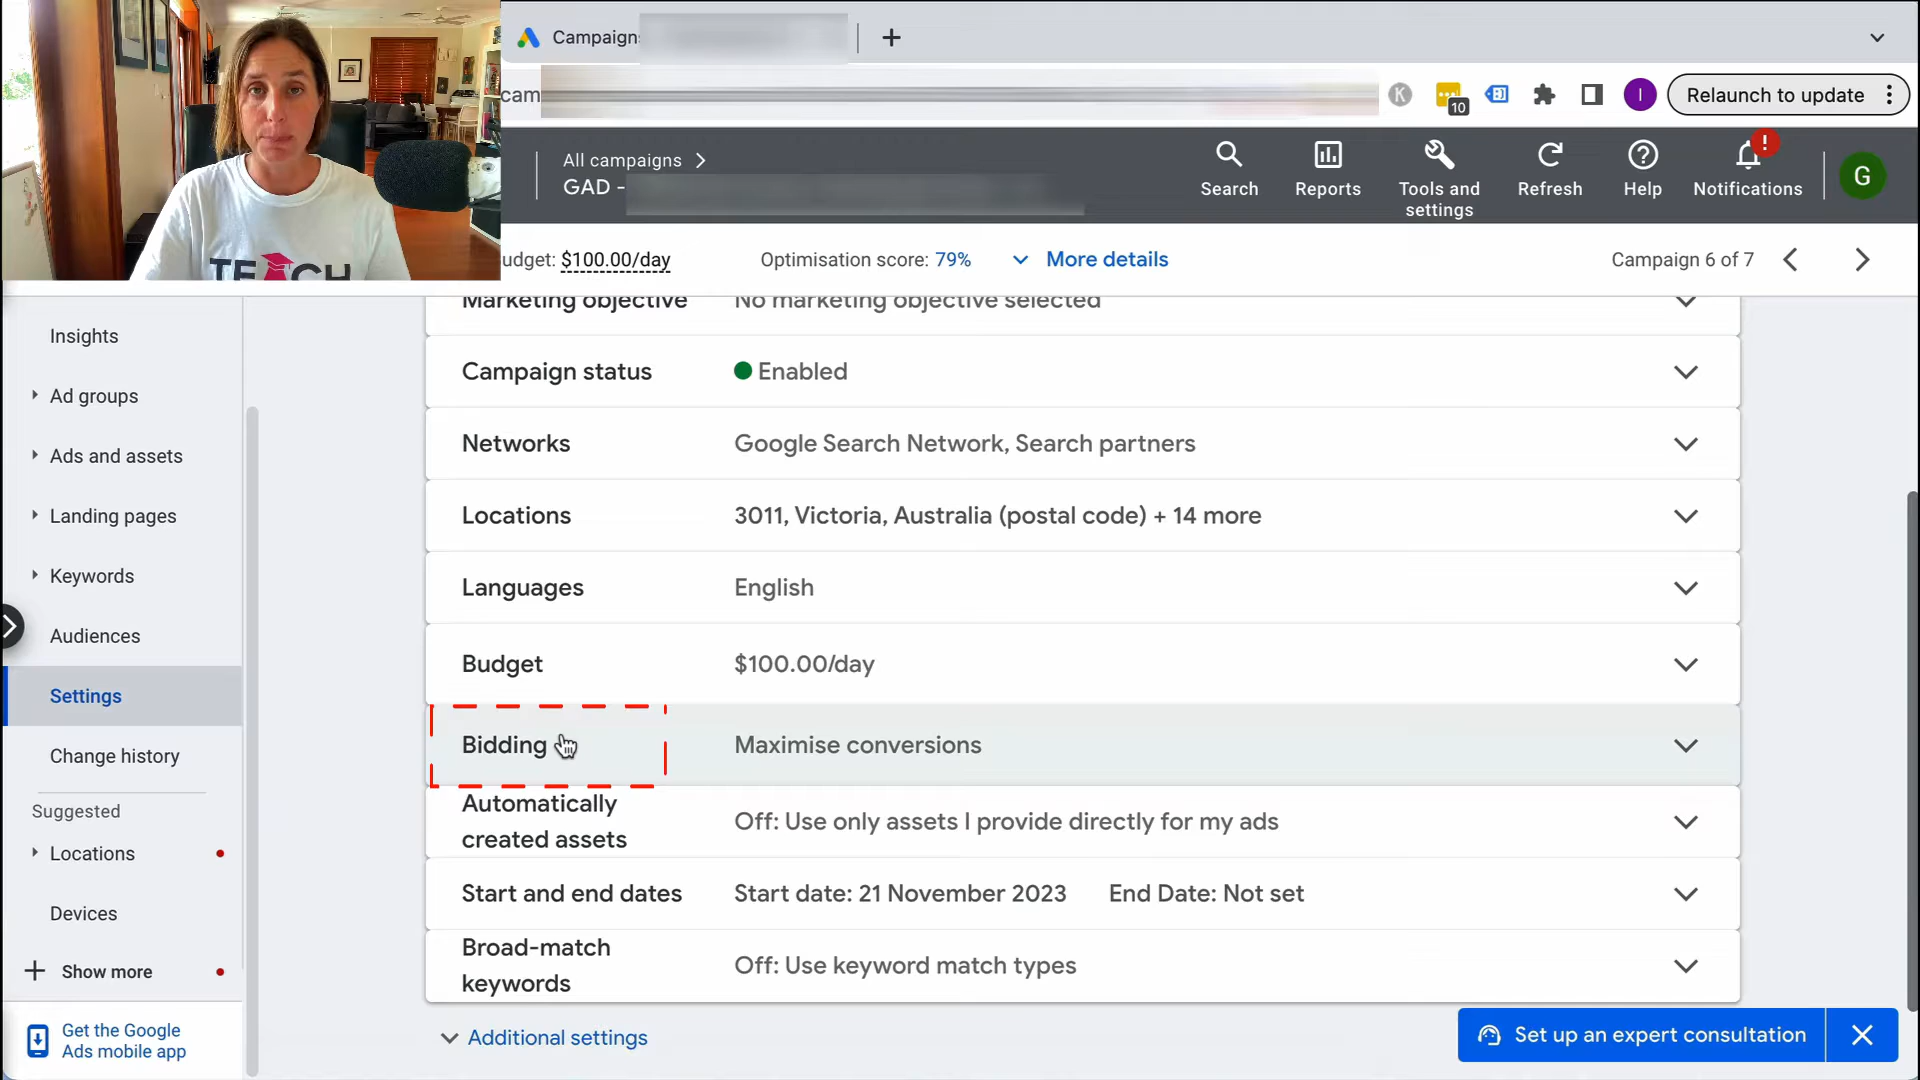 Campaign
cam
K
10
I
Relaunch to update
TEACH
All campaigns
GAD -
Search
Reports
Tools and
settings
Refresh
Help
!
Notifications
G
udget: $100.00/day
Optimisation score: 79%
More details
Campaign 6 of 7
Insights
Ad groups
Ads and assets
Landing pages
Keywords
Audiences
Settings
Change history
Suggested
Locations
Devices
Show more
Get the Google
Ads mobile app
Marketing objective No marketing objective selected
Campaign status Enabled
Networks Google Search Network, Search partners
Locations 3011, Victoria, Australia (postal code) + 14 more
Languages English
Budget $100.00/day
Bidding Maximise conversions
Automatically
created assets
Off: Use only assets I provide directly for my ads
Start and end dates Start date: 21 November 2023 End Date: Not set
Broad-match
keywords
Off: Use keyword match types
Additional settings
Set up an expert consultation